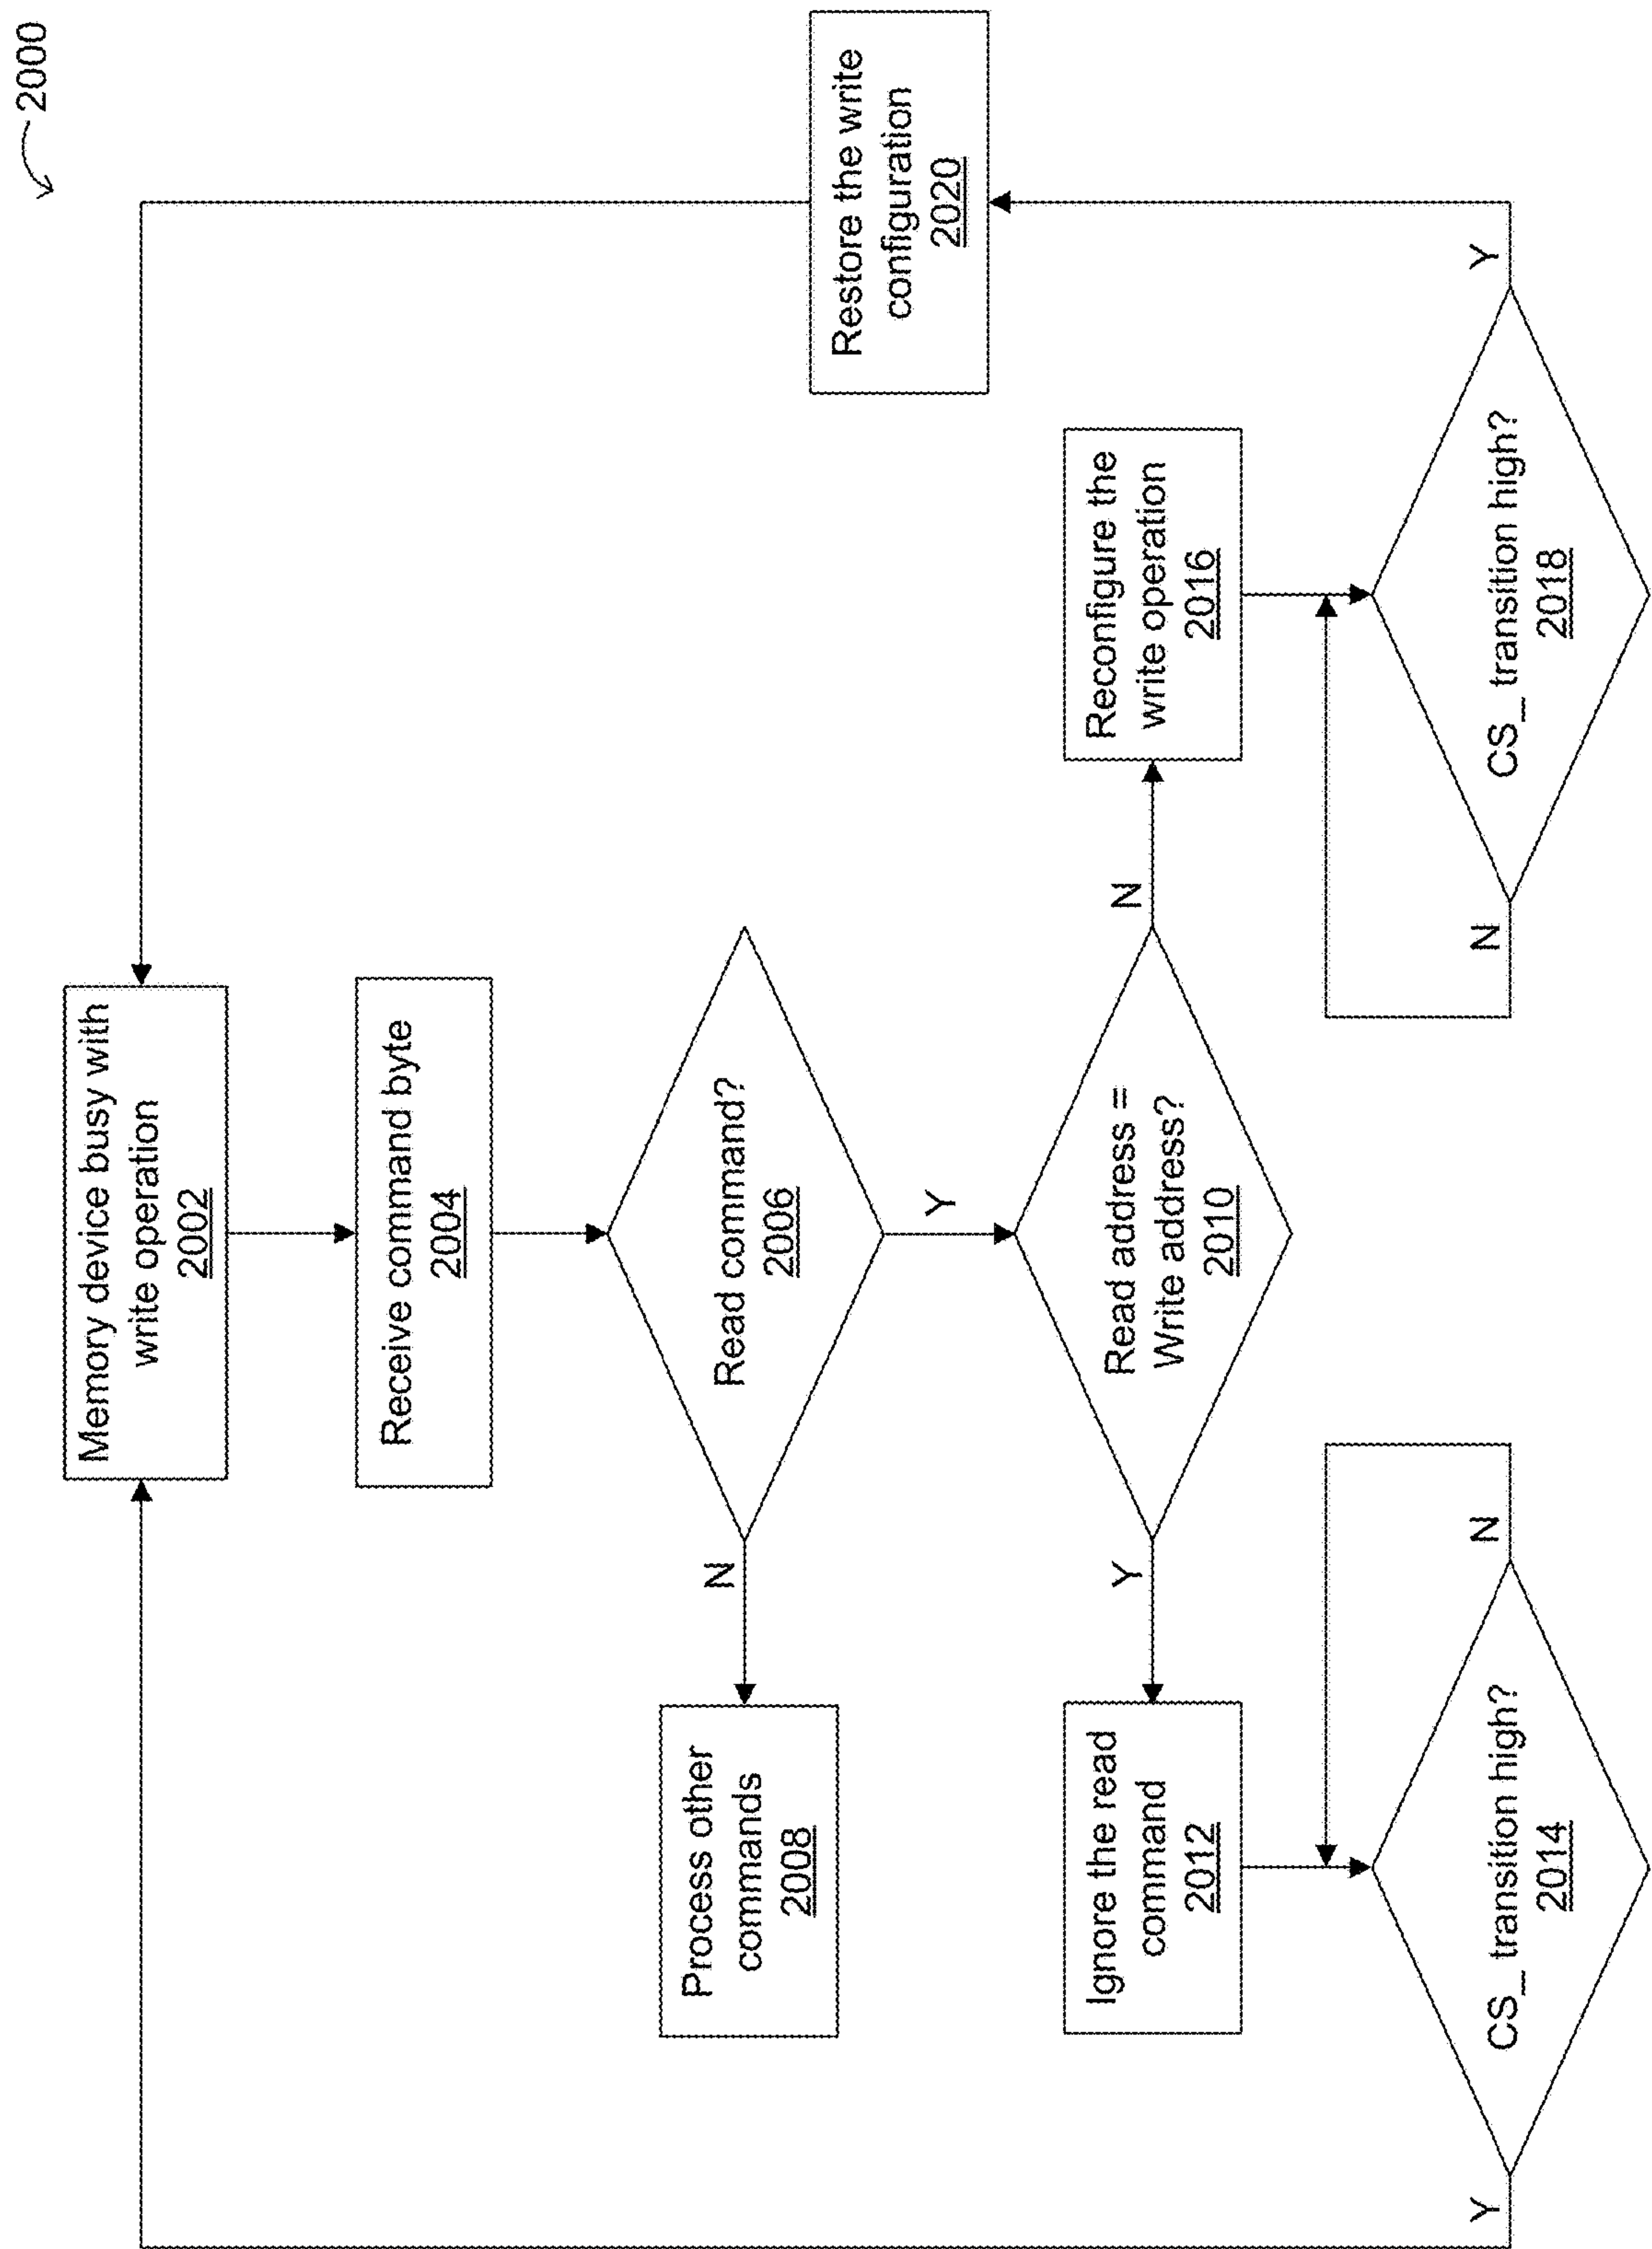 2000
Memory device busy with
write operation
2002
Receive command byte
2004
Read command?
2006
N
Y
Process other
commands
2008
Read address =
Write address?
2010
Y
N
Ignore the read
command
2012
Reconfigure the
write operation
2016
Restore the write
configuration
2020
CS_ transition high?
2014
Y
N
CS_ transition high?
2018
N
Y